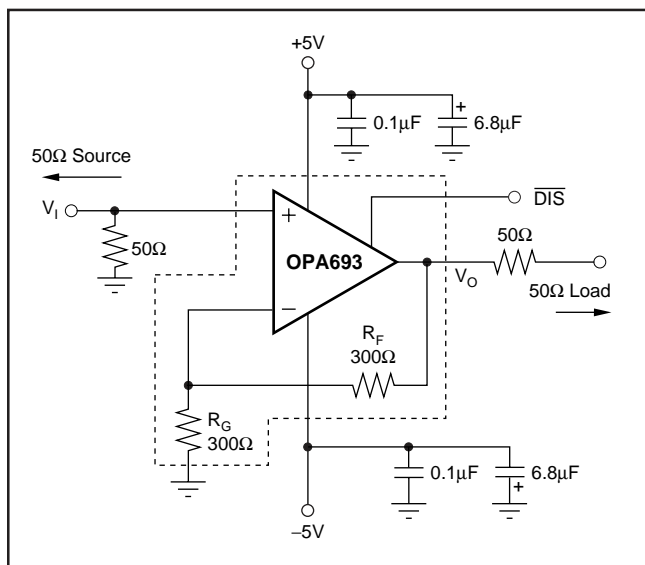 +5V
0.1μF
+
6.8μF
50Ω Source
V_I
50Ω
+
−
OPA693
DIS
50Ω
V_O
50Ω Load
R_F
300Ω
R_G
300Ω
0.1μF
6.8μF
+
−5V